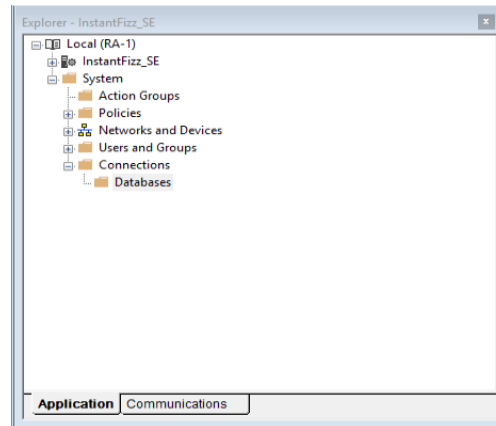 Explorer - InstantFizz_SE
x
Local (RA-1)
InstantFizz_SE
System
Action Groups
Policies
Networks and Devices
Users and Groups
Connections
Databases
Application Communications